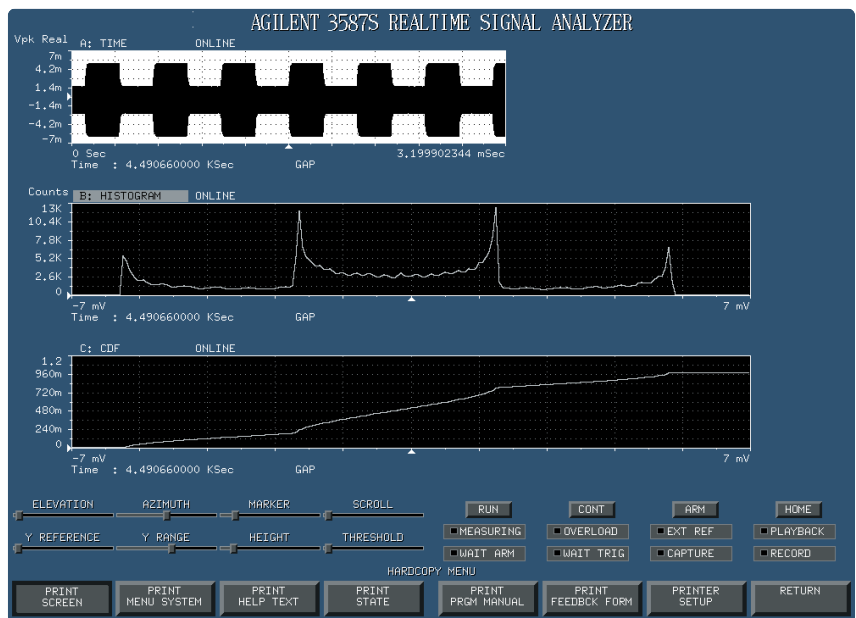 AGILENT 3587S REALTIME SIGNAL ANALYZER
Vpk Real A: TIME ONLINE
7m
4.2m
1.4m
-1.4m
-4.2m
-7m
0 Sec 3.199902344 mSec
Time : 4.490660000 KSec GAP
Counts B: HISTOGRAM ONLINE
13K
10.4K
7.8K
5.2K
2.6K
0
-7 mV 7 mV
Time : 4.490660000 KSec GAP
C: CDF ONLINE
1.2
960m
720m
480m
240m
0
-7 mV 7 mV
Time : 4.490660000 KSec GAP
ELEVATION AZIMUTH MARKER SCROLL RUN CONT ARM HOME
MEASURING OVERLOAD EXT REF PLAYBACK
Y REFERENCE Y RANGE HEIGHT THRESHOLD
WAIT ARM WAIT TRIG CAPTURE RECORD
HARDCOPY MENU
PRINT SCREEN PRINT MENU SYSTEM PRINT HELP TEXT PRINT STATE PRINT PRGM MANUAL PRINT FEEDBCK FORM PRINTER SETUP RETURN